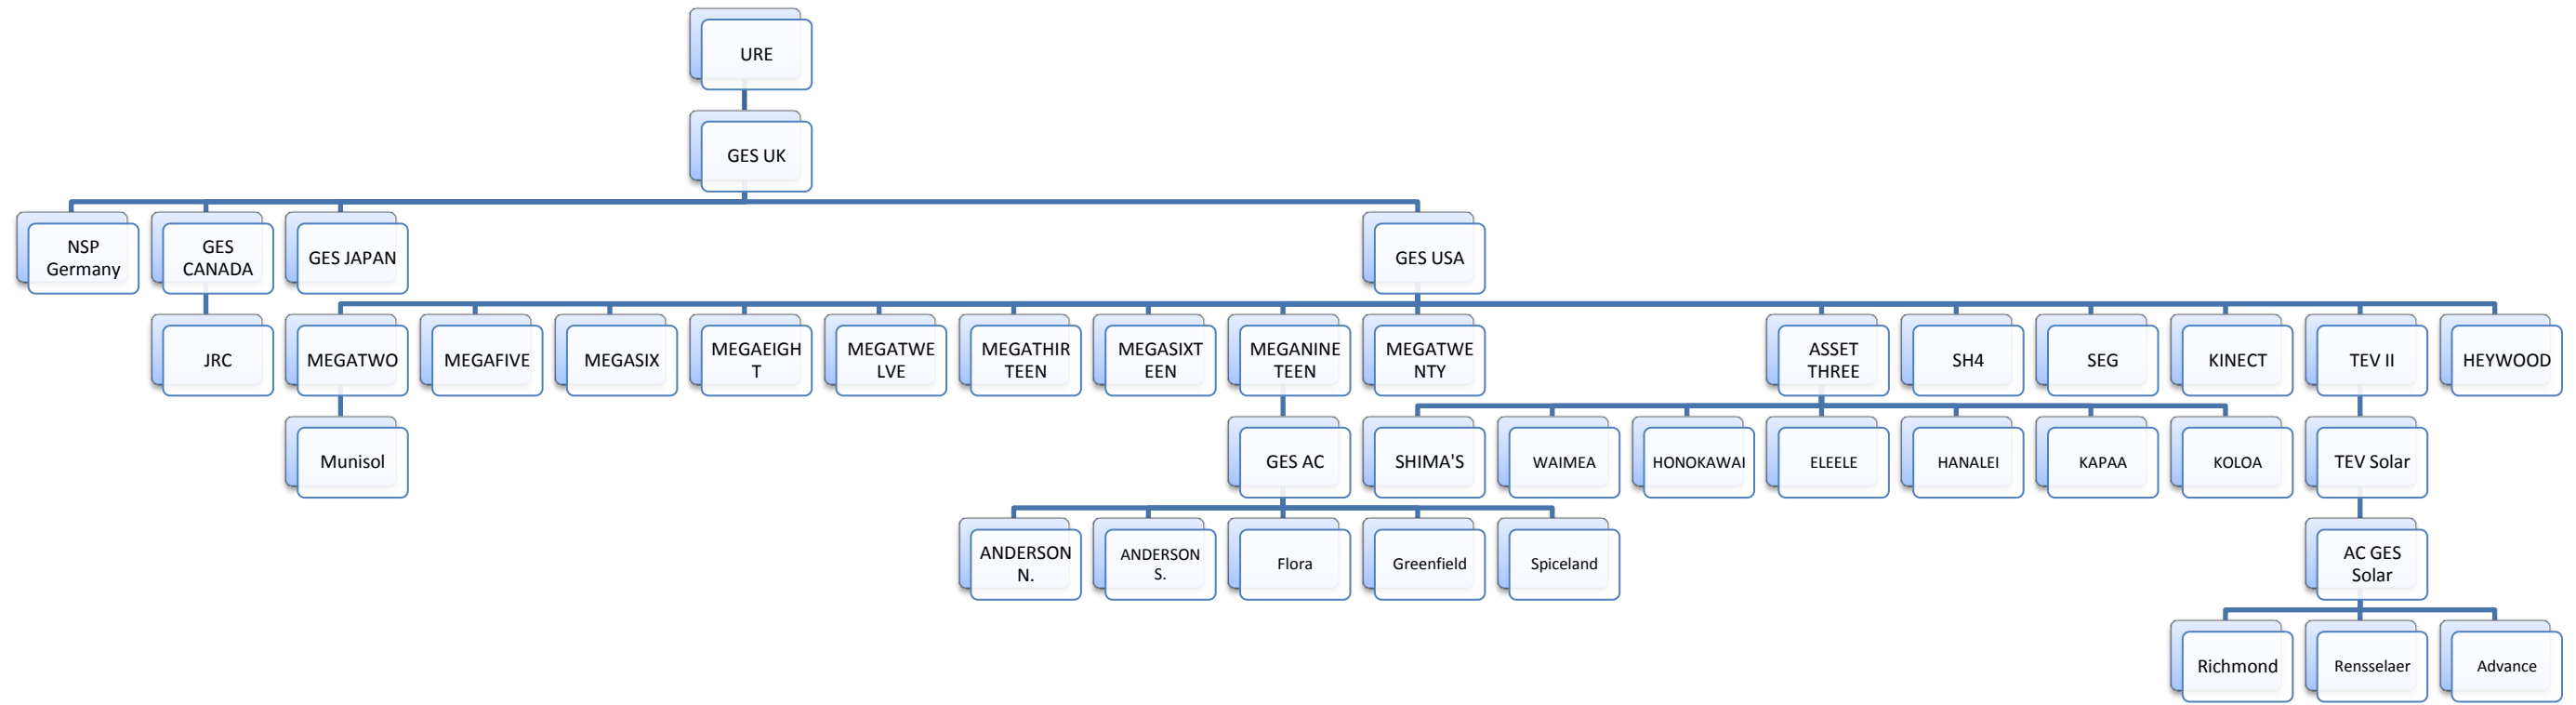 URE
GES UK
NSP
Germany
GES
CANADA
GES JAPAN
GES USA
JRC
MEGATWO
MEGAFIVE
MEGASIX
MEGAEIGH
T
MEGATWE
LVE
MEGATHIR
TEEN
MEGASIXT
EEN
MEGANINE
TEEN
MEGATWE
NTY
ASSET
THREE
SH4
SEG
KINECT
TEV II
HEYWOOD
Munisol
GES AC
SHIMA'S
WAIMEA
HONOKAWAI
ELEELE
HANALEI
KAPAA
KOLOA
TEV Solar
ANDERSON
N.
ANDERSON
S.
Flora
Greenfield
Spiceland
AC GES
Solar
Richmond
Rensselaer
Advance